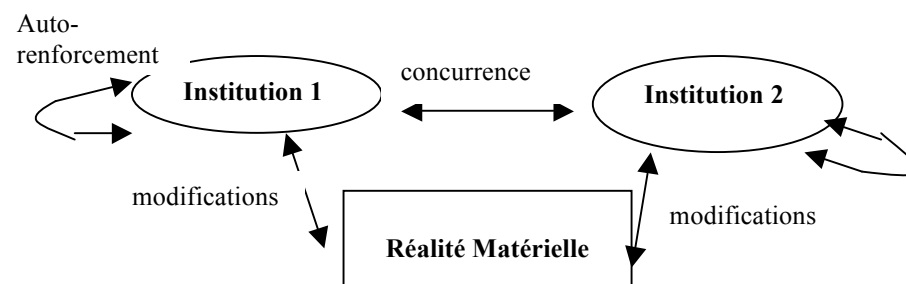 Auto-
renforcement
Institution 1
concurrence
Institution 2
modifications
modifications
Réalité Matérielle